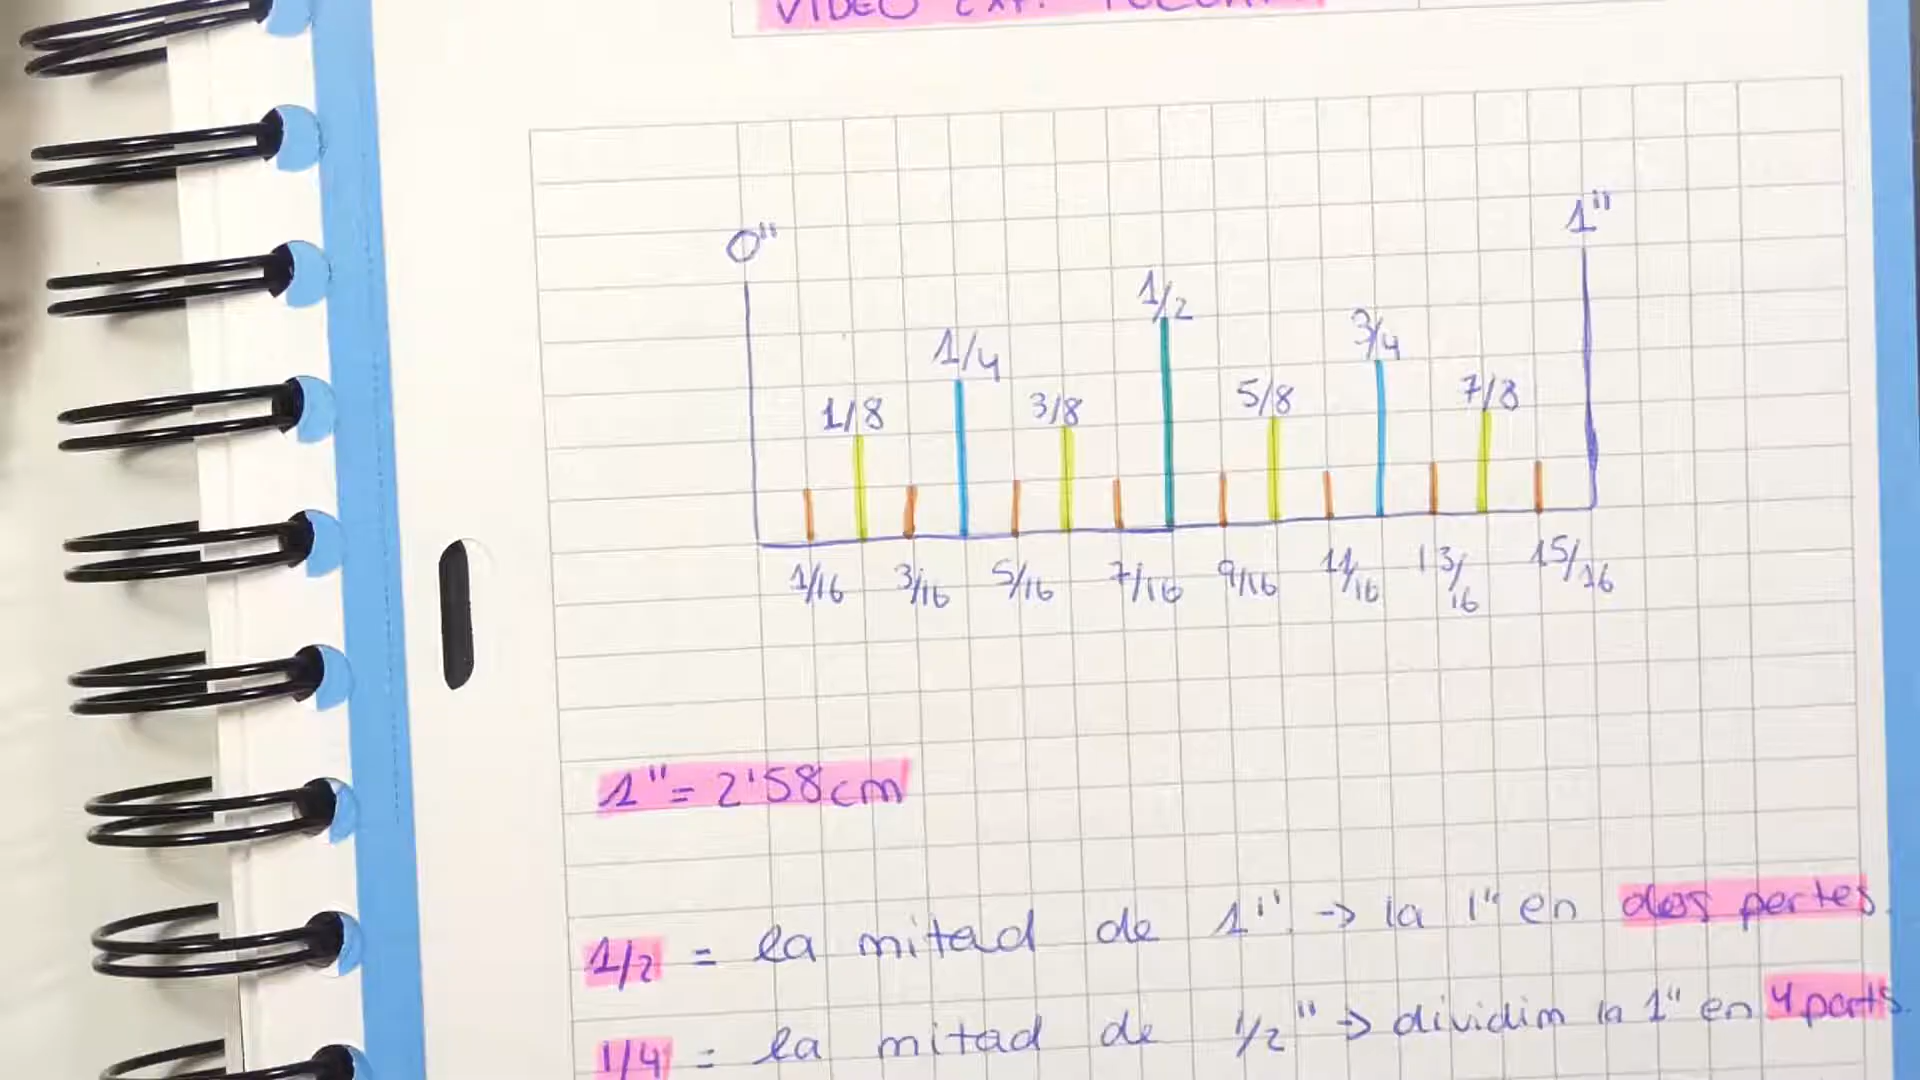 VIDEO
0" 1"
1/2
1/4 3/4
1/8 3/8 5/8 7/8
1/16 3/16 5/16 7/16 9/16 11/16 13/16 15/16
1" = 2'58cm
1/2 = la mitad de 1" → la 1" en dos partes
1/4 = la mitad de 1/2" → dividim la 1" en 4 parts.